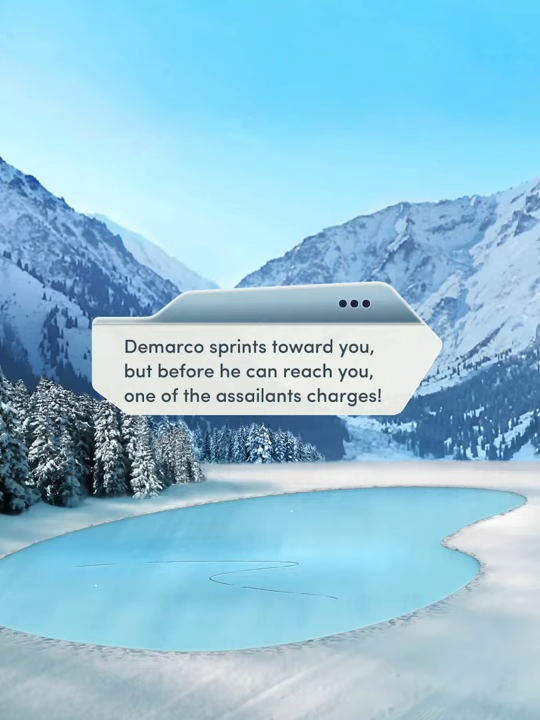 Demarco sprints toward you,
but before he can reach you,
one of the assailants charges!